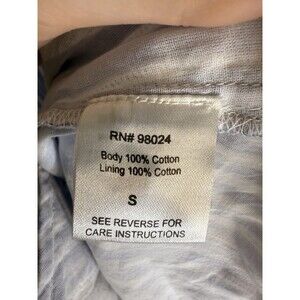 RN# 98024
Body 100% Cotton
Lining 100% Cotton
S
SEE REVERSE FOR
CARE INSTRUCTIONS